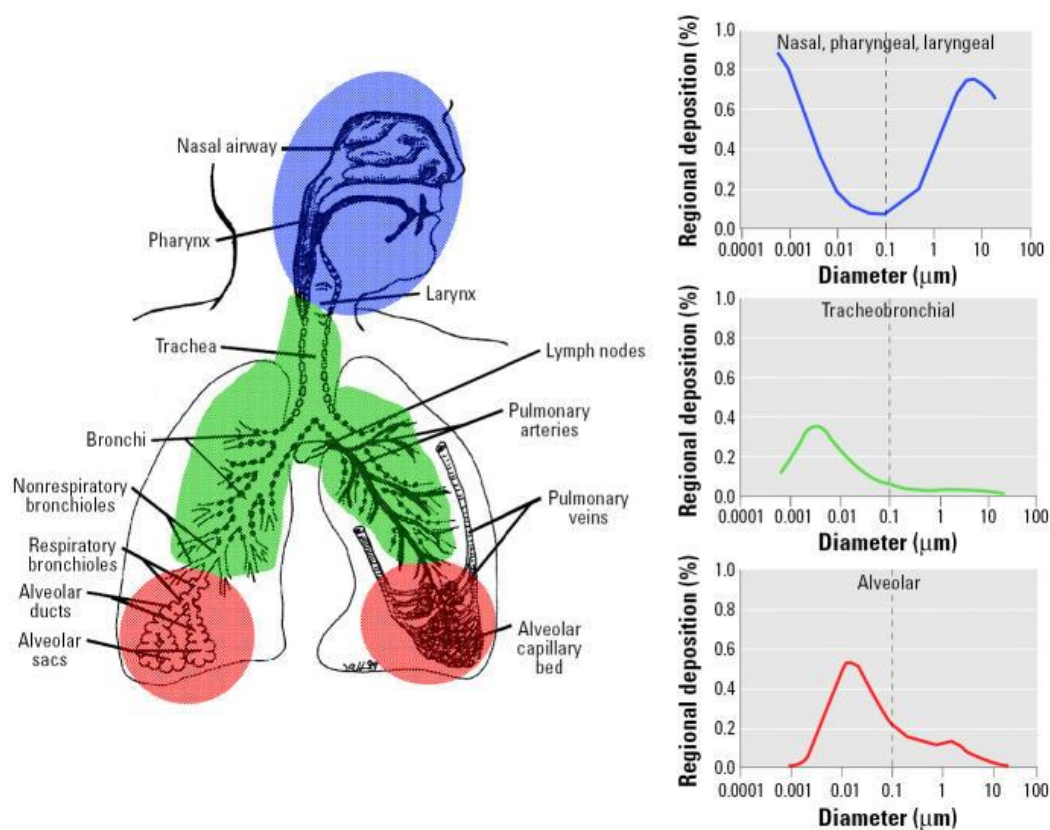 Nasal airway
Pharynx
Larynx
Trachea
Lymph nodes
Bronchi
Pulmonary
arteries
Nonrespiratory
bronchioles
Pulmonary
veins
Respiratory
bronchioles
Alveolar
ducts
Alveolar
sacs
Alveolar
capillary
bed
Regional deposition (%)
Nasal, pharyngeal, laryngeal
1.0
0.8
0.6
0.4
0.2
0.0
0.0001 0.001 0.01 0.1 1 10 100
Diameter (μm)
Regional deposition (%)
Tracheobronchial
1.0
0.8
0.6
0.4
0.2
0.0
0.0001 0.001 0.01 0.1 1 10 100
Diameter (μm)
Regional deposition (%)
Alveolar
1.0
0.8
0.6
0.4
0.2
0.0
0.0001 0.001 0.01 0.1 1 10 100
Diameter (μm)